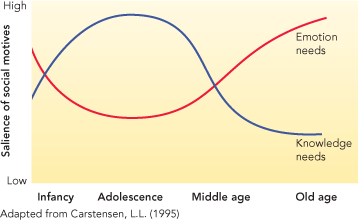 High
Salience of social motives
Emotion
needs
Knowledge
needs
Low
Infancy Adolescence Middle age Old age
Adapted from Carstensen, L.L. (1995)